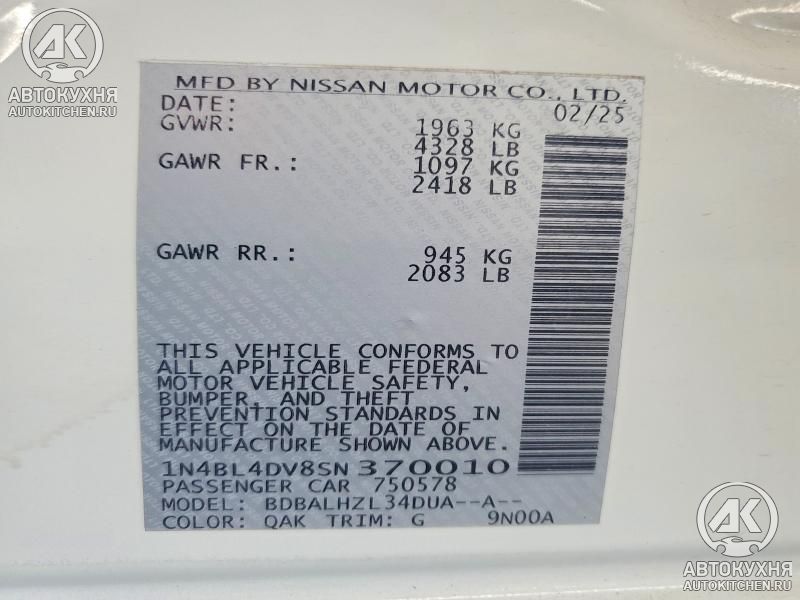 АК
АВТОКУХНЯ
AUTOKITCHEN.RU
MFD BY NISSAN MOTOR CO., LTD.
DATE: 02/25
GVWR: 1963 KG
4328 LB
GAWR FR.: 1097 KG
2418 LB
GAWR RR.: 945 KG
2083 LB
THIS VEHICLE CONFORMS TO
ALL APPLICABLE FEDERAL
MOTOR VEHICLE SAFETY,
BUMPER, AND THEFT
PREVENTION STANDARDS IN
EFFECT ON THE DATE OF
MANUFACTURE SHOWN ABOVE.
1N4BL4DV8SN370010
PASSENGER CAR 750578
MODEL: BDBALHZL34DUA--A--
COLOR: QAK TRIM: G 9N00A
АК
АВТОКУХНЯ
AUTOKITCHEN.RU